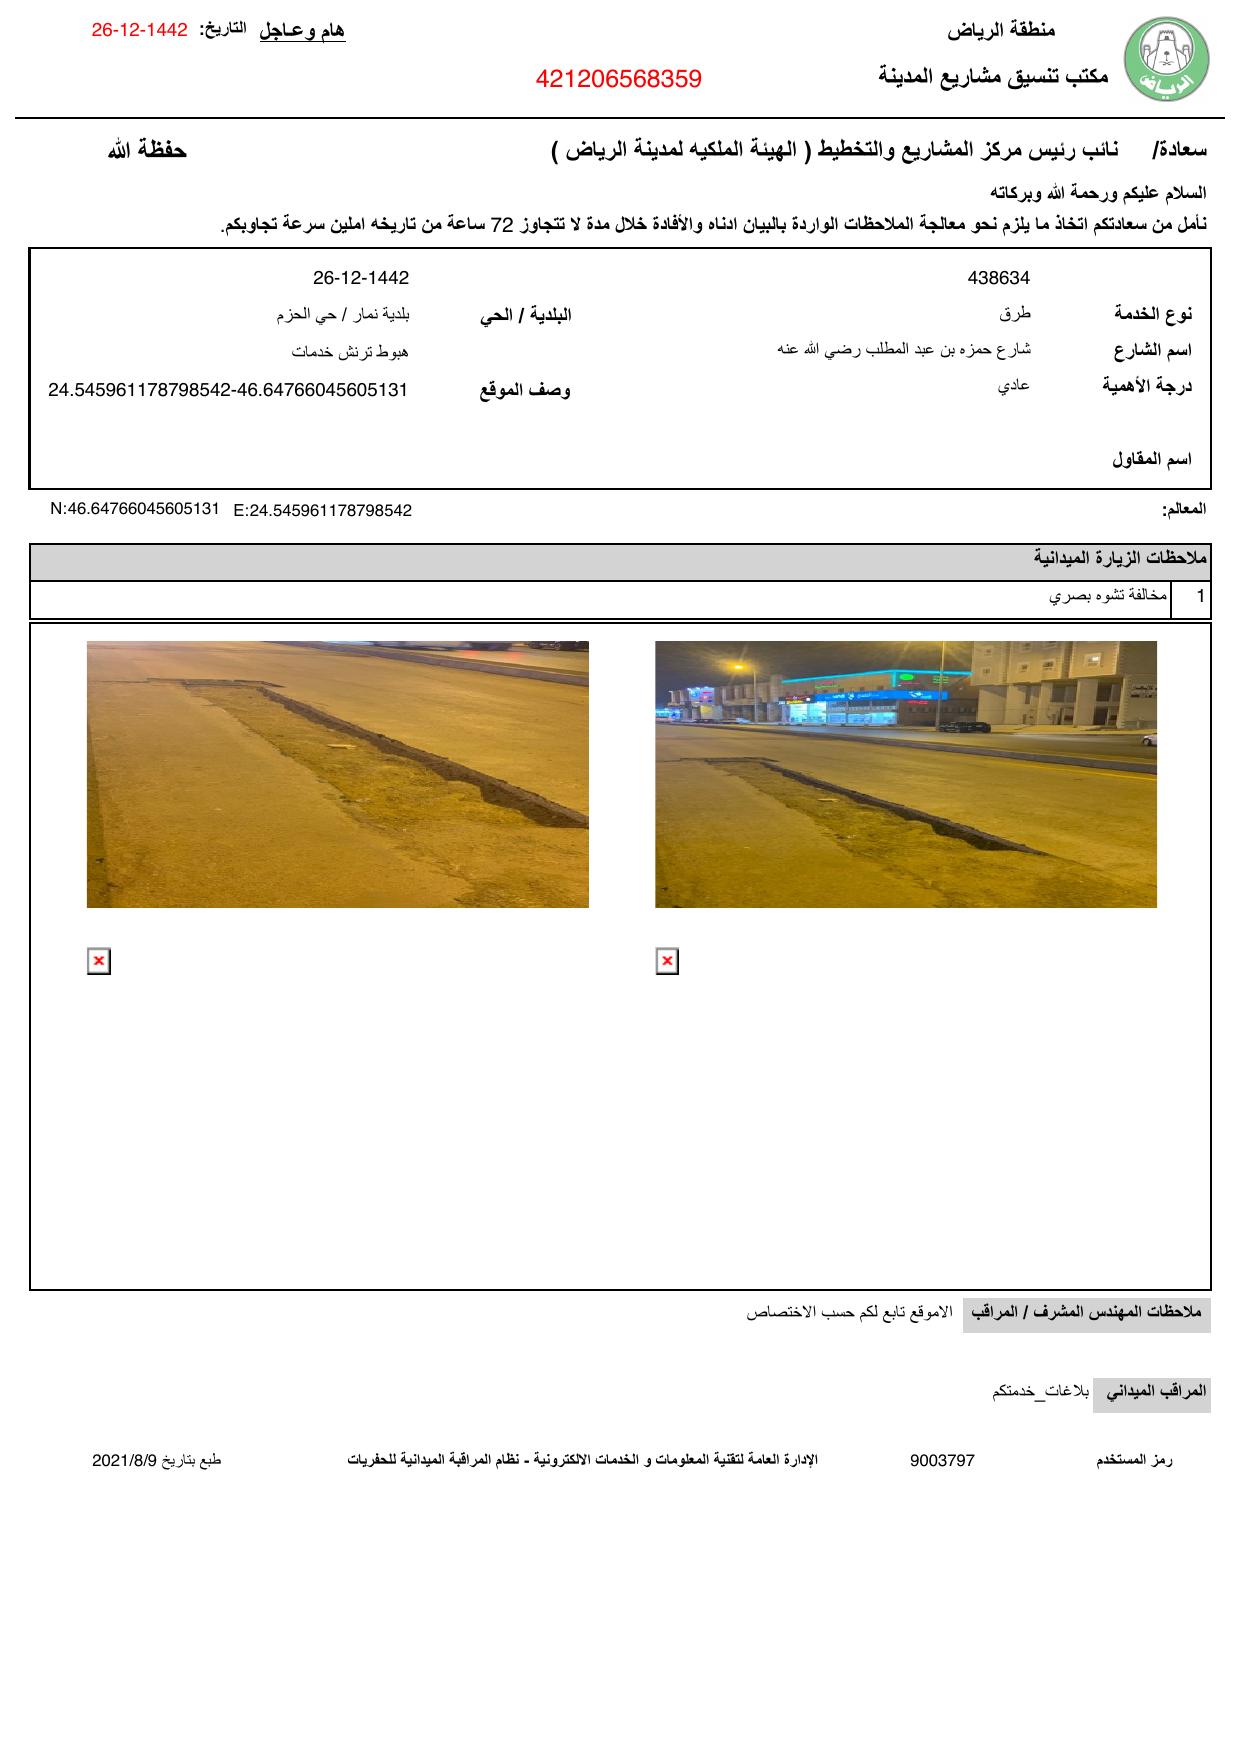 منطقة الرياض
هام وعـاجل التاريخ: 26-12-1442
مكتب تنسيق مشاريع المدينة
421206568359
سعادة/ نائب رئيس مركز المشاريع والتخطيط ( الهيئة الملكيه لمدينة الرياض ) حفظة الله
السلام عليكم ورحمة الله وبركاته
نأمل من سعادتكم اتخاذ ما يلزم نحو معالجة الملاحظات الواردة بالبيان ادناه والأفادة خلال مدة لا تتجاوز 72 ساعة من تاريخه املين سرعة تجاوبكم.
438634 26-12-1442
نوع الخدمة طرق البلدية / الحي بلدية نمار / حي الحزم
اسم الشارع شارع حمزه بن عبد المطلب رضي الله عنه هبوط ترنش خدمات
درجة الأهمية عادي وصف الموقع 24.545961178798542-46.64766045605131
اسم المقاول
المعالم: E:24.545961178798542 N:46.64766045605131
ملاحظات الزيارة الميدانية
1 مخالفة تشوه بصري
ملاحظات المهندس المشرف / المراقب الاموقع تابع لكم حسب الاختصاص
المراقب الميداني بلاغات_خدمتكم
رمز المستخدم 9003797 الإدارة العامة لتقنية المعلومات و الخدمات الالكترونية - نظام المراقبة الميدانية للحفريات طبع بتاريخ 2021/8/9